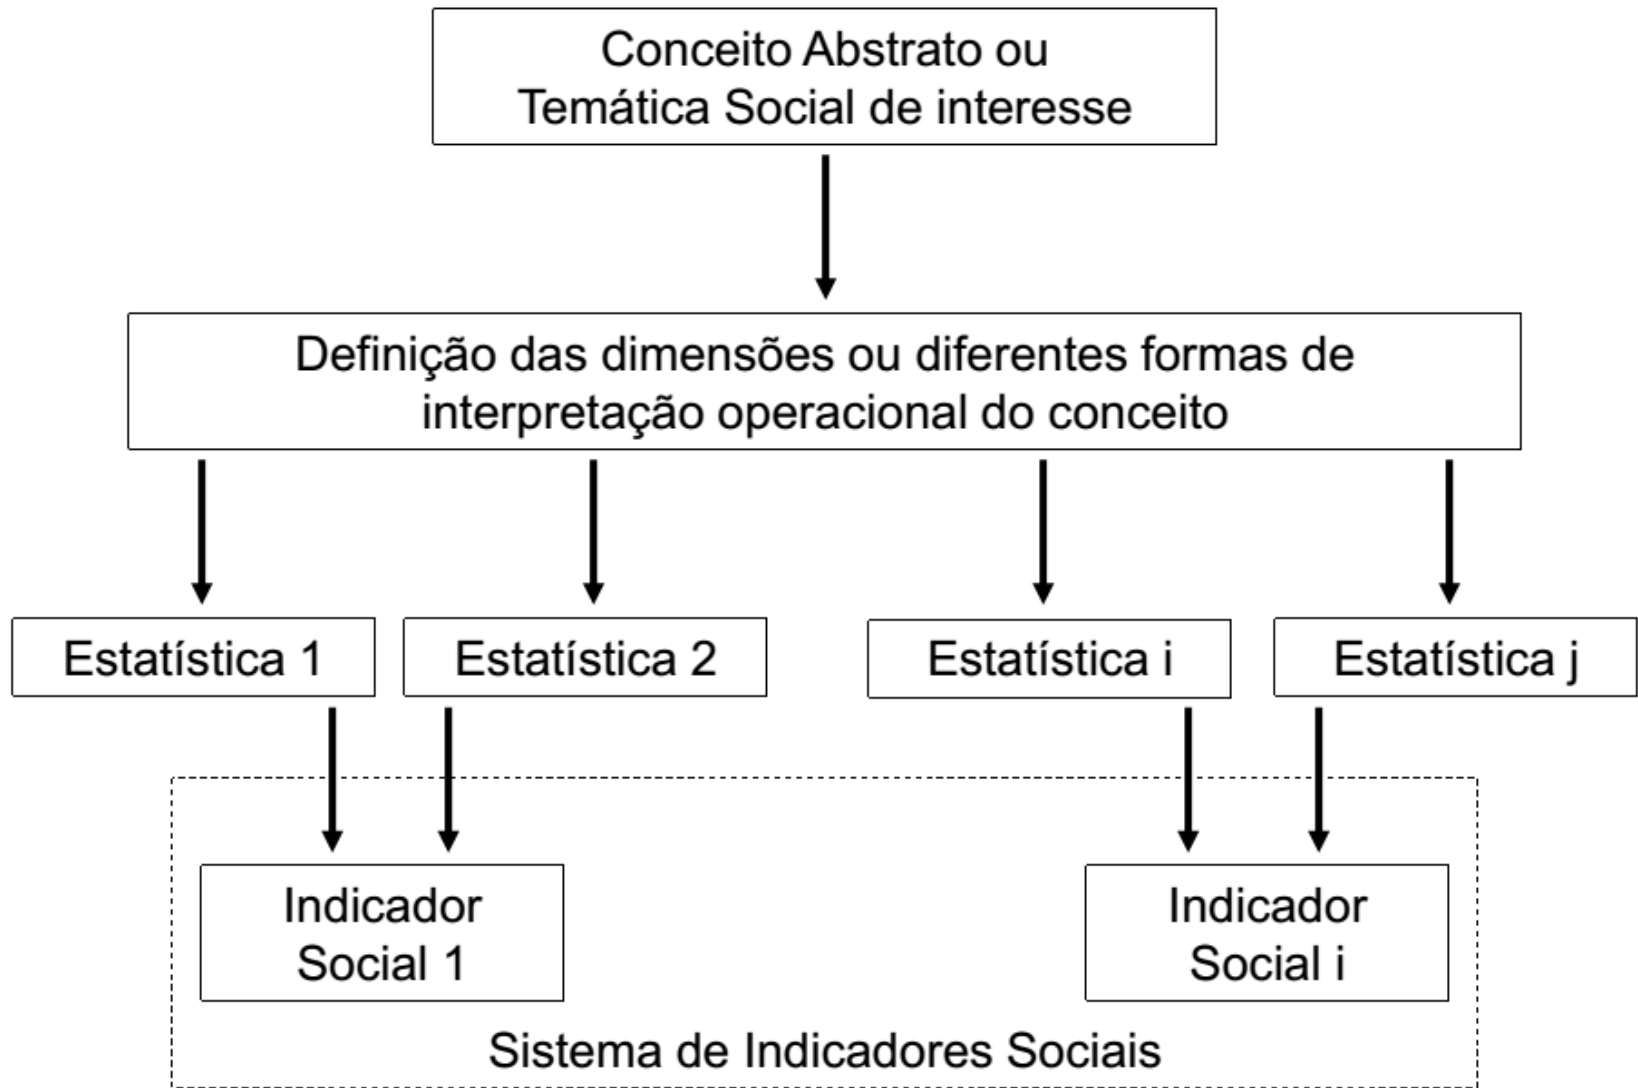 Conceito Abstrato ou
Temática Social de interesse
Definição das dimensões ou diferentes formas de
interpretação operacional do conceito
Estatística 1
Estatística 2
Estatística i
Estatística j
Indicador
Social 1
Indicador
Social i
Sistema de Indicadores Sociais